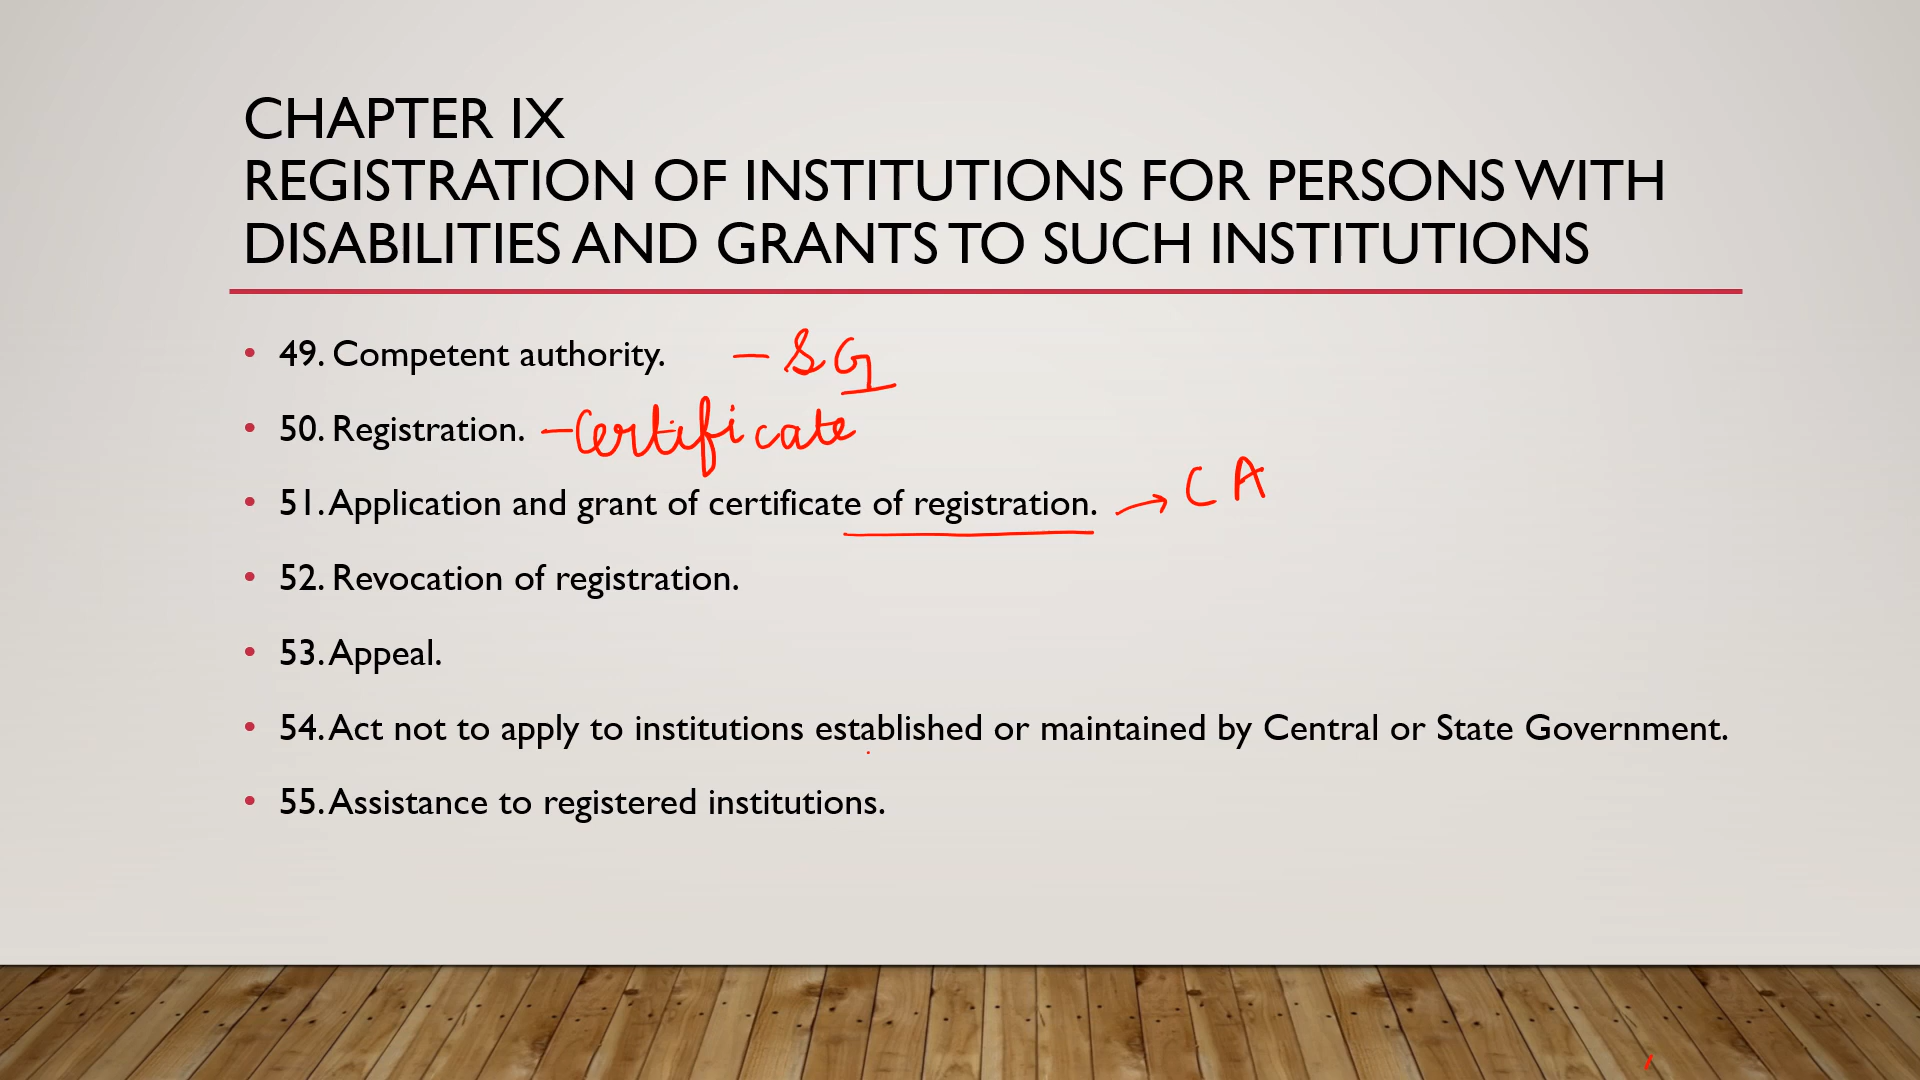 CHAPTER IX
REGISTRATION OF INSTITUTIONS FOR PERSONS WITH
DISABILITIES AND GRANTS TO SUCH INSTITUTIONS
• 49. Competent authority. – SG
• 50. Registration. – Certificate
• 51. Application and grant of certificate of registration. → CA
• 52. Revocation of registration.
• 53. Appeal.
• 54. Act not to apply to institutions established or maintained by Central or State Government.
• 55. Assistance to registered institutions.